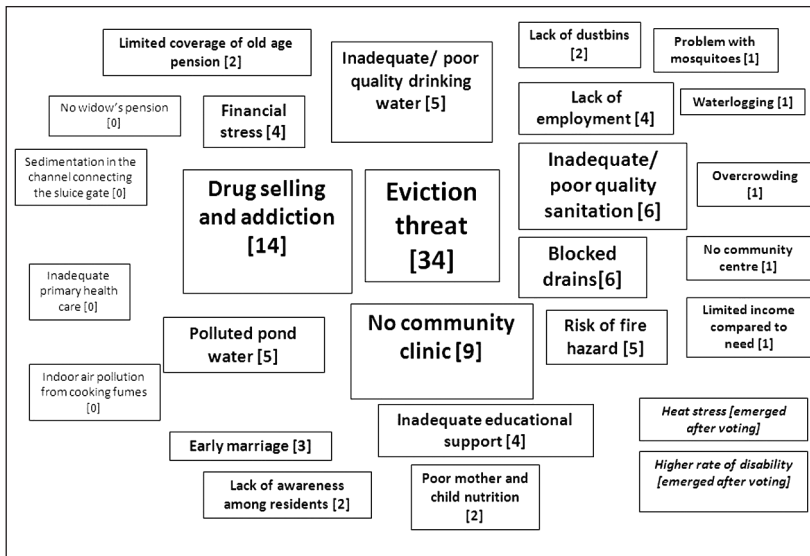 Limited coverage of old age
pension [2]
Inadequate/ poor
quality drinking
water [5]
Lack of dustbins
[2]
Problem with
mosquitoes [1]
No widow's pension
[0]
Financial
stress [4]
Lack of
employment [4]
Waterlogging [1]
Sedimentation in the
channel connecting
the sluice gate [0]
Drug selling
and addiction
[14]
Eviction
threat
[34]
Inadequate/
poor quality
sanitation [6]
Overcrowding
[1]
Blocked
drains[6]
No community
centre [1]
Inadequate
primary health
care [0]
Polluted pond
water [5]
No community
clinic [9]
Risk of fire
hazard [5]
Limited income
compared to
need [1]
Indoor air pollution
from cooking fumes
[0]
Inadequate educational
support [4]
Heat stress [emerged
after voting]
Early marriage [3]
Higher rate of disability
[emerged after voting]
Lack of awareness
among residents [2]
Poor mother and
child nutrition
[2]